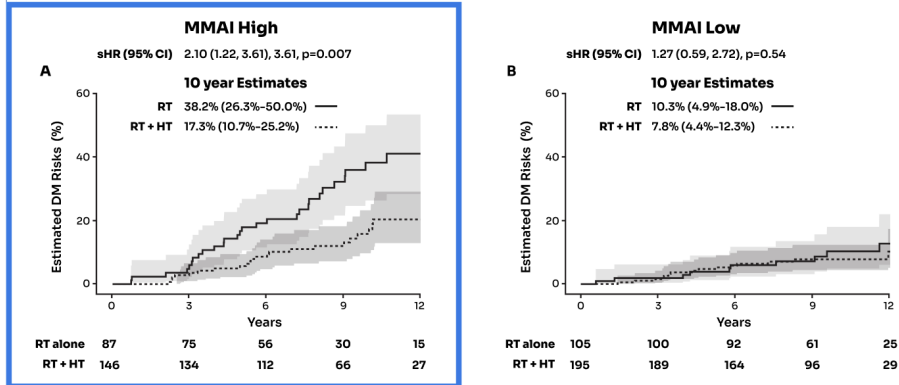 MMAI High
sHR (95% CI) 2.10 (1.22, 3.61), 3.61, p=0.007
A
10 year Estimates
RT 38.2% (26.3%-50.0%)
RT + HT 17.3% (10.7%-25.2%)
Estimated DM Risks (%)
60
40
20
0
0 3 6 9 12
Years
RT alone 87 75 56 30 15
RT + HT 146 134 112 66 27
MMAI Low
sHR (95% CI) 1.27 (0.59, 2.72), p=0.54
B
10 year Estimates
RT 10.3% (4.9%-18.0%)
RT + HT 7.8% (4.4%-12.3%)
Estimated DM Risks (%)
60
40
20
0
0 3 6 9 12
Years
RT alone 105 100 92 61 25
RT + HT 195 189 164 96 29